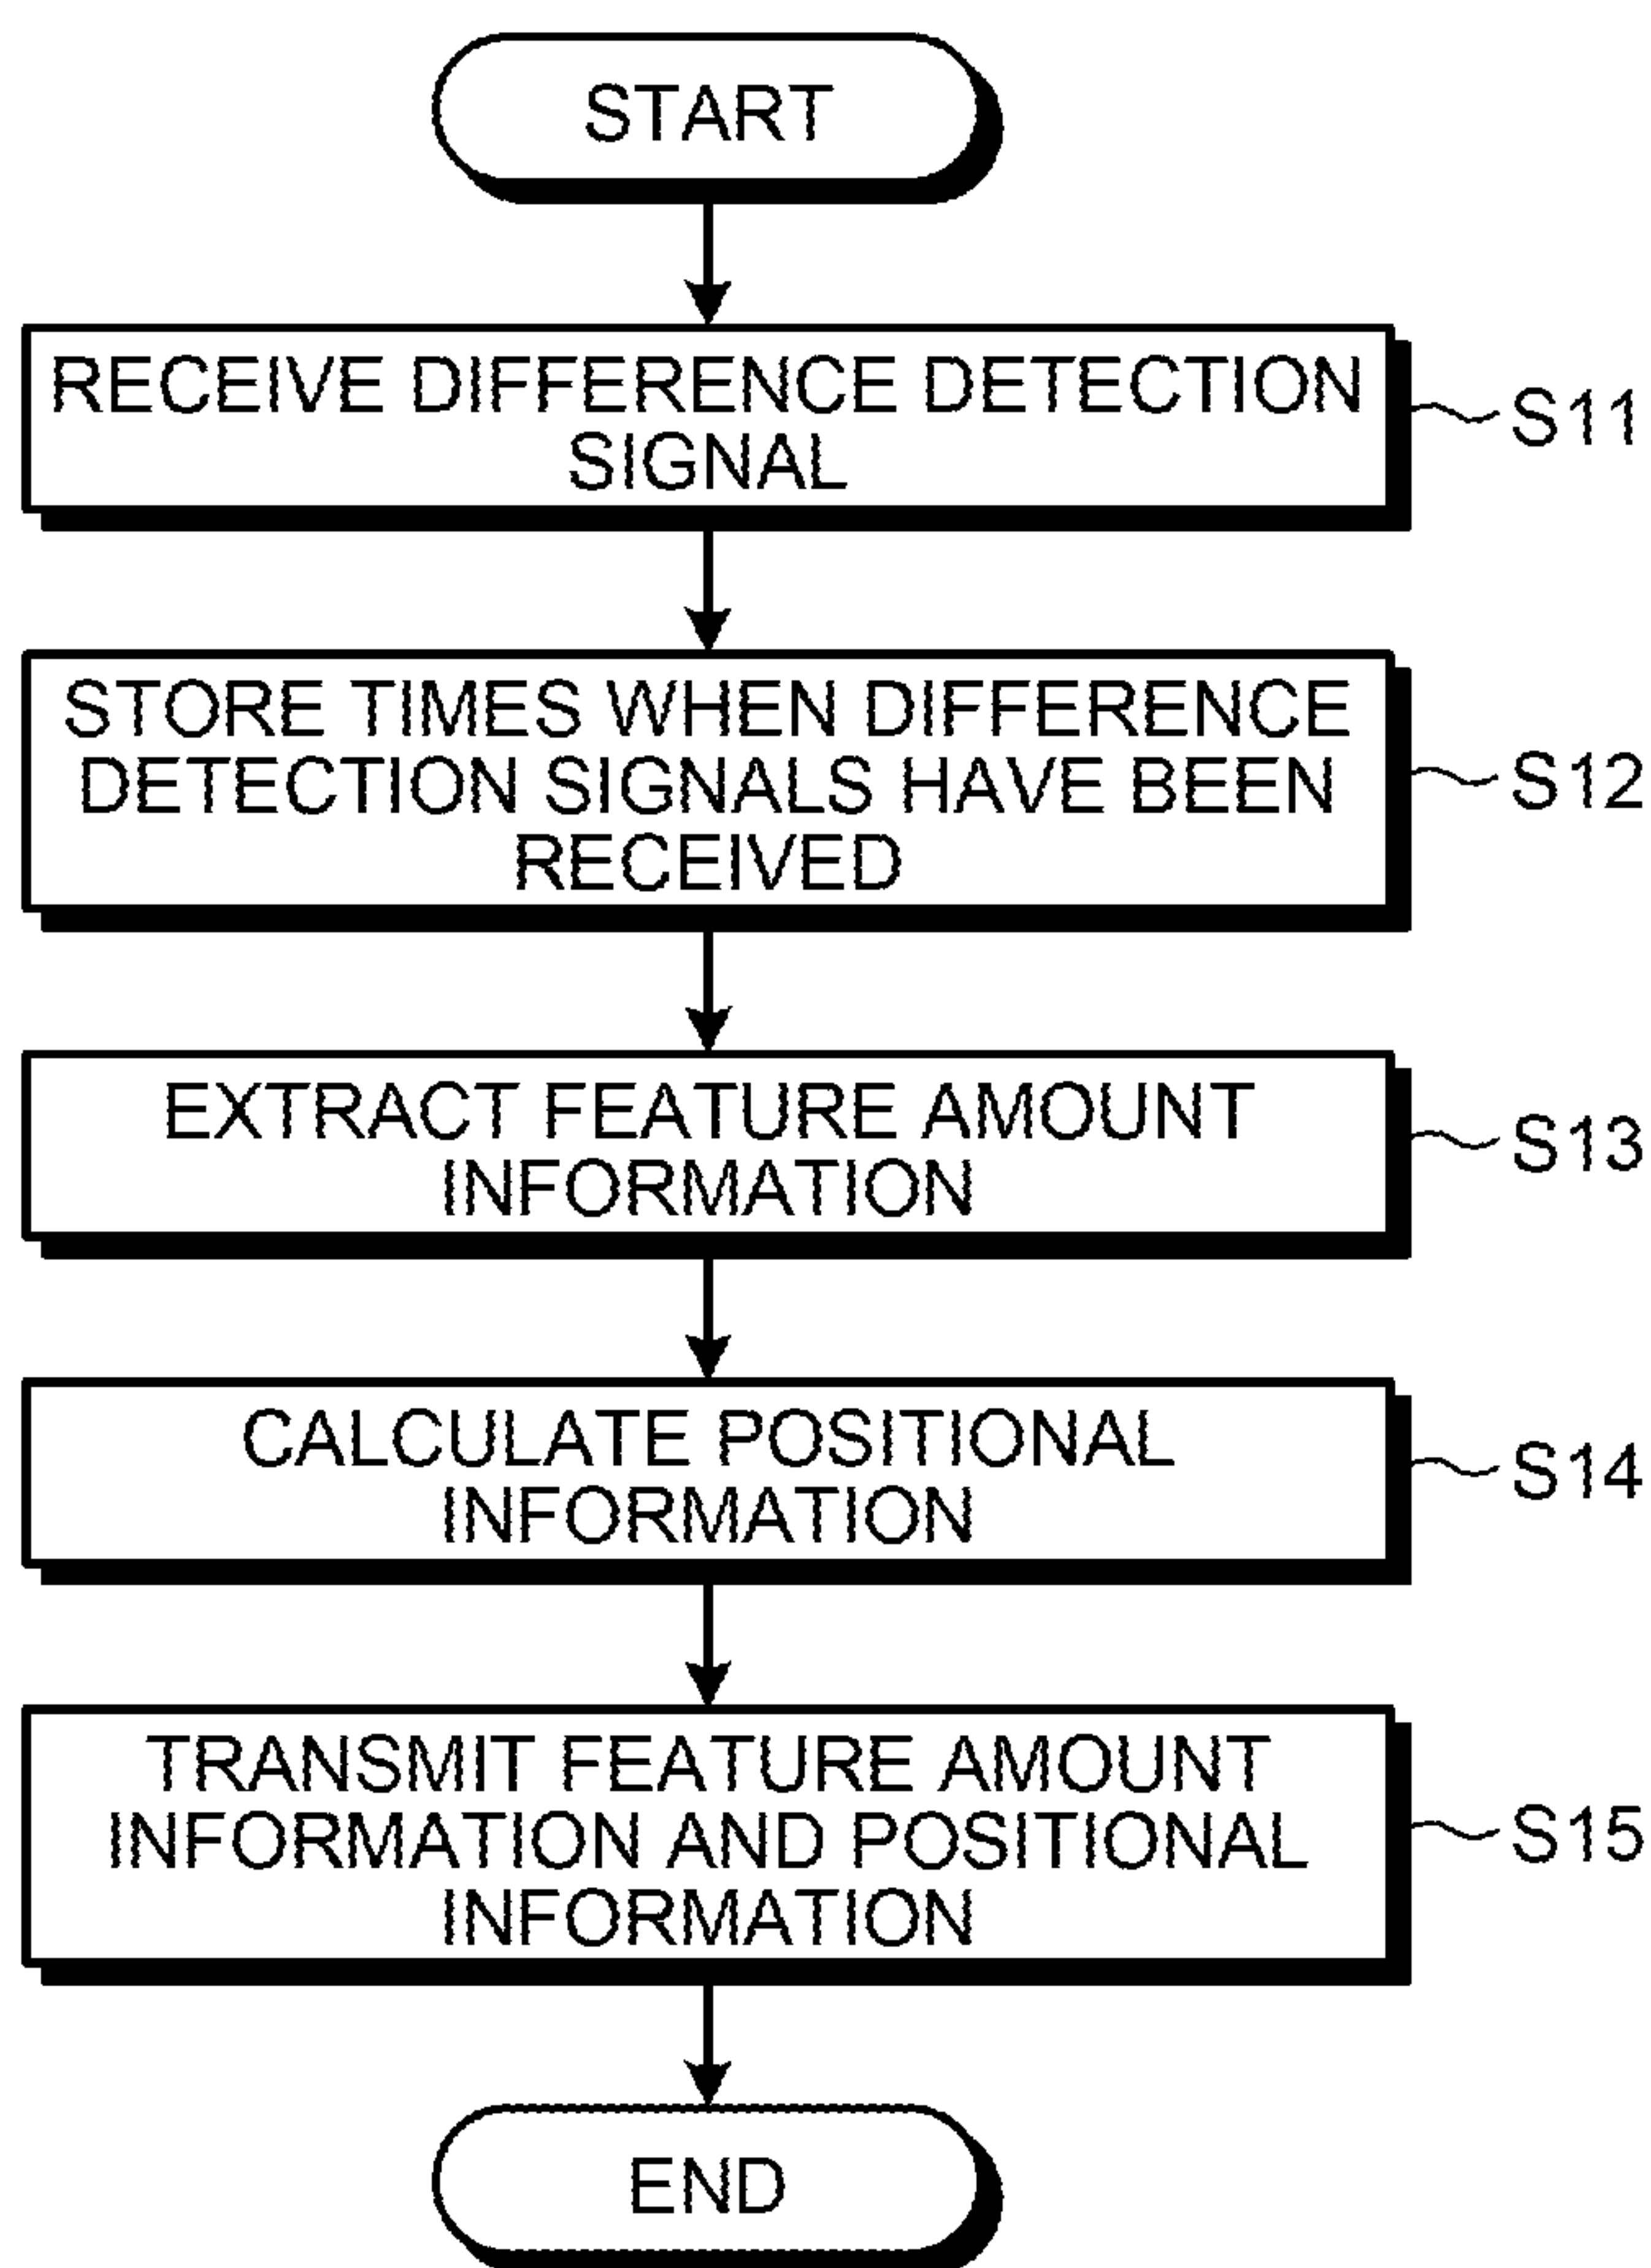 START
RECEIVE DIFFERENCE DETECTION
SIGNAL
S11
STORE TIMES WHEN DIFFERENCE
DETECTION SIGNALS HAVE BEEN
RECEIVED
S12
EXTRACT FEATURE AMOUNT
INFORMATION
S13
CALCULATE POSITIONAL
INFORMATION
S14
TRANSMIT FEATURE AMOUNT
INFORMATION AND POSITIONAL
INFORMATION
S15
END